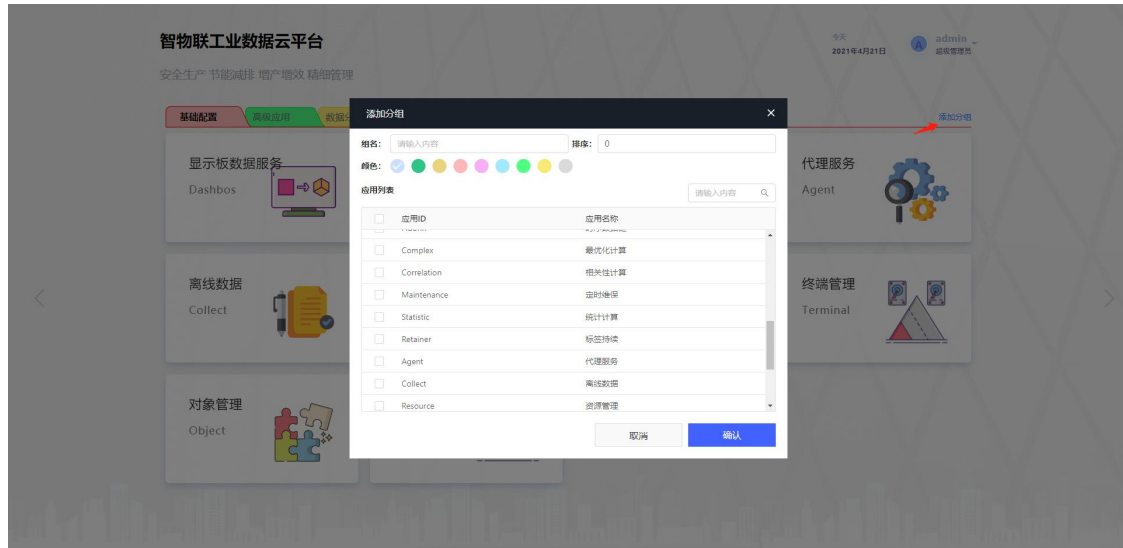 智物联工业数据云平台
今天
2021年4月21日
A
admin
超级管理员
安全生产 节能减排 增产增效 精细管理
基础配置
高级应用
数据分
添加分组
添加分组
×
组名：
请输入内容
排序：
0
颜色：
应用列表
请输入内容
应用ID
应用名称
Complex
最优化计算
Correlation
相关性计算
Maintenance
定时维保
Statistic
统计计算
Retainer
标签持续
Agent
代理服务
Collect
离线数据
Resource
资源管理
取消
确认
显示板数据服务
Dashbos
代理服务
Agent
离线数据
Collect
终端管理
Terminal
对象管理
Object